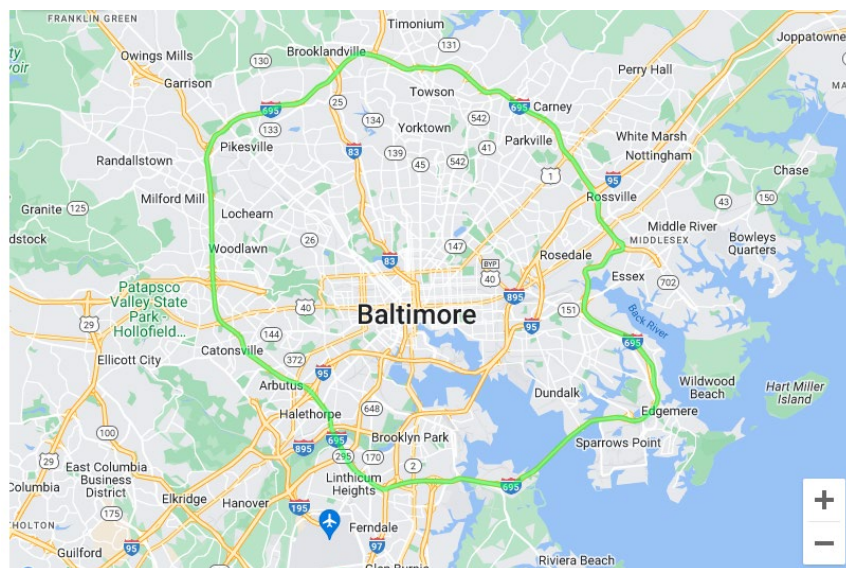 FRANKLIN GREEN
Timonium
Owings Mills
Brooklandville
131
Joppatowne
130
Garrison
Perry Hall
Towson
695
25
695
Carney
134
133
Yorktown
542
Parkville
White Marsh
Pikesville
83
139
542
41
Nottingham
Randallstown
45
1
95
Chase
Milford Mill
Rossville
150
43
Granite
125
Lochearn
Middle River
dstock
26
147
MIDDLESEX
Bowleys
Quarters
Woodlawn
Rosedale
83
BYP
40
Essex
702
Patapsco
Valley State
Park -
Hollofield...
895
40
Baltimore
151
Back River
29
95
144
695
Catonsville
Ellicott City
372
95
Arbutus
Wildwood
Beach
Hart Miller
Island
Dundalk
648
Halethorpe
Edgemere
100
695
Brooklyn Park
895
Sparrows Point
295
170
29
2
East Columbia
Business
District
Linthicum
Heights
695
Columbia
Elkridge
Hanover
195
175
HOLTON
Ferndale
95
97
Guilford
Riviera Beach
+
−